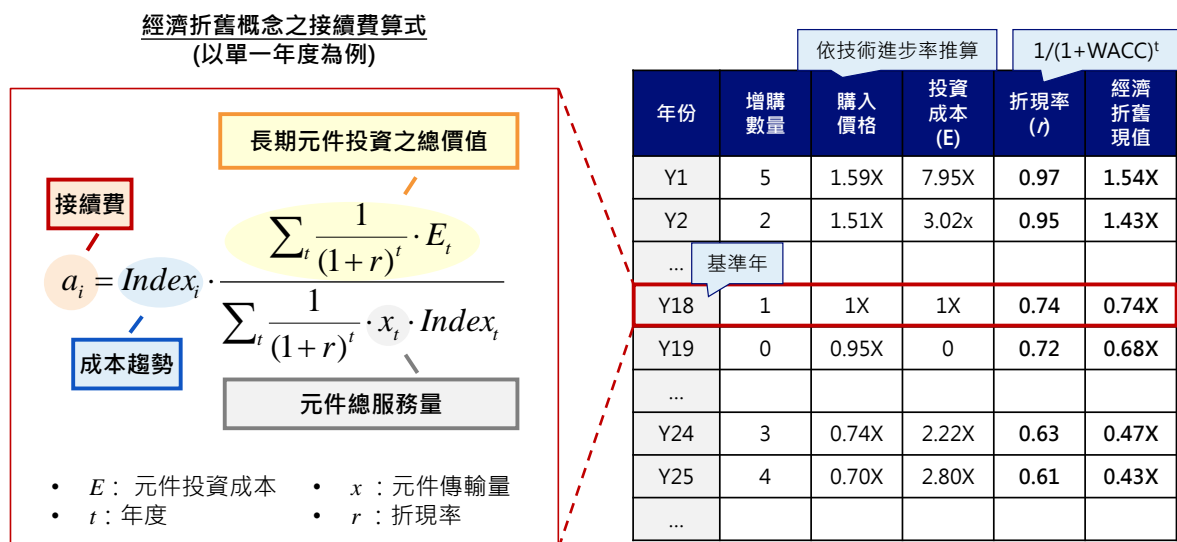 經濟折舊概念之接續費算式
(以單一年度為例)
長期元件投資之總價值
接續費
a_i = Index_i · \frac{\sum_t \frac{1}{(1+r)^t} · E_t}{\sum_t \frac{1}{(1+r)^t} · x_t · Index_t}
成本趨勢
元件總服務量
• E： 元件投資成本 • x ：元件傳輸量
• t：年度 • r ：折現率
依技術進步率推算 1/(1+WACC)^t
年份 增購數量 購入價格 投資成本(E) 折現率(r) 經濟折舊現值
Y1 5 1.59X 7.95X 0.97 1.54X
Y2 2 1.51X 3.02x 0.95 1.43X
...
基準年
Y18 1 1X 1X 0.74 0.74X
Y19 0 0.95X 0 0.72 0.68X
...
Y24 3 0.74X 2.22X 0.63 0.47X
Y25 4 0.70X 2.80X 0.61 0.43X
...